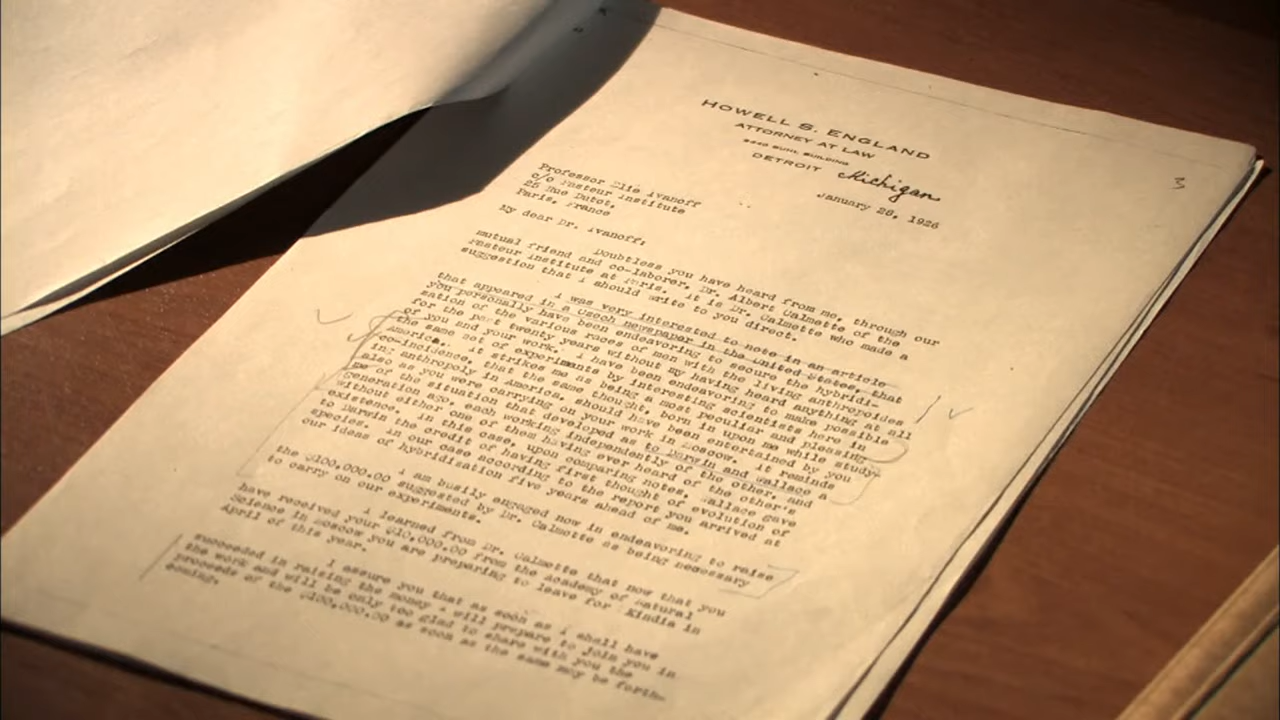 3
HOWELL S. ENGLAND
ATTORNEY AT LAW
BUHL BUILDING
DETROIT Michigan
January 28, 1926
Professor Elie Ivanoff
c/o Pasteur Institute
25 Rue Dutot,
Paris, France
My dear Dr. Ivanoff:
Doubtless you have heard from me, through our
mutual friend and co-laborer, Dr. Albert Calmette of the
Pasteur Institute at Paris. It is Dr. Calmette who made a
suggestion that I should write to you direct.
I was very interested to note in an article
that appeared in a Czech newspaper in the United States, that
you personally have been endeavoring to secure the hybridi-
zation of the various races of men with the living anthropoides
for the past twenty years without my having heard anything at all
of you and your work. I have been endeavoring to make possible
the same set of experiments by interesting scientists here in
America. It strikes me as being a most peculiar and pleasing
co-incidence, that the same thought, born in upon me while study-
ing anthropoly in America, should have been entertained by you
also as you were carrying on your work in Moscow. It reminds
me of the situation that developed as to Darwin and Wallace a
generation ago, each working independently of the other, and
without either one of them having ever heard of the other's
existence. In this case, upon comparing notes, Wallace gave
to Darwin the credit of having first thought of evolution of
species. In our case according to the report you arrived at
our ideas of hybridization five years ahead of me.
I am busily engaged now in endeavoring to raise
the $100,000.00 suggested by Dr. Calmette as being necessary
to carry on our experiments.
I learned from Dr. Calmette that now that you
have received your $10,000.00 from the Academy of Natural
Science in Moscow you are preparing to leave for Kindia in
April of this year.
I assure you that as soon as I shall have
succeeded in raising the money I will prepare to join you in
the work and will be only too glad to share with you the
proceeds of the $100,000.00 as soon as the same may be forth-
coming.